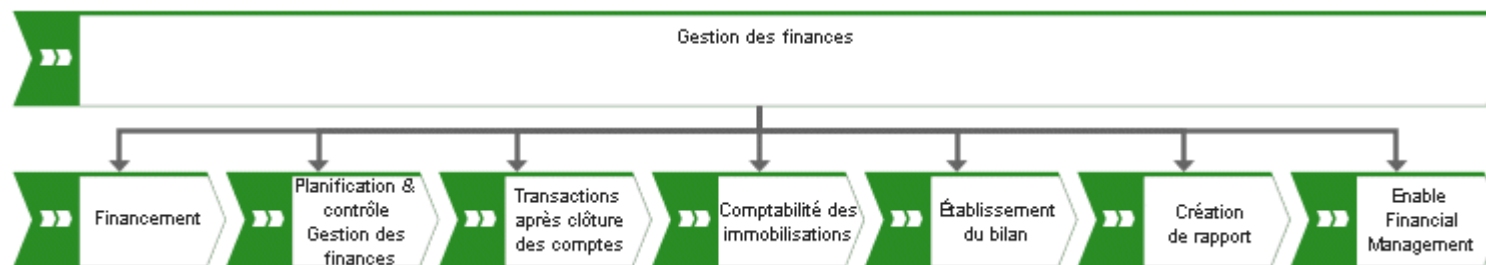 Gestion des finances
Financement
Planification &
contrôle
Gestion des
finances
Transactions
après clôture
des comptes
Comptabilité des
immobilisations
Établissement
du bilan
Création
de rapport
Enable
Financial
Management